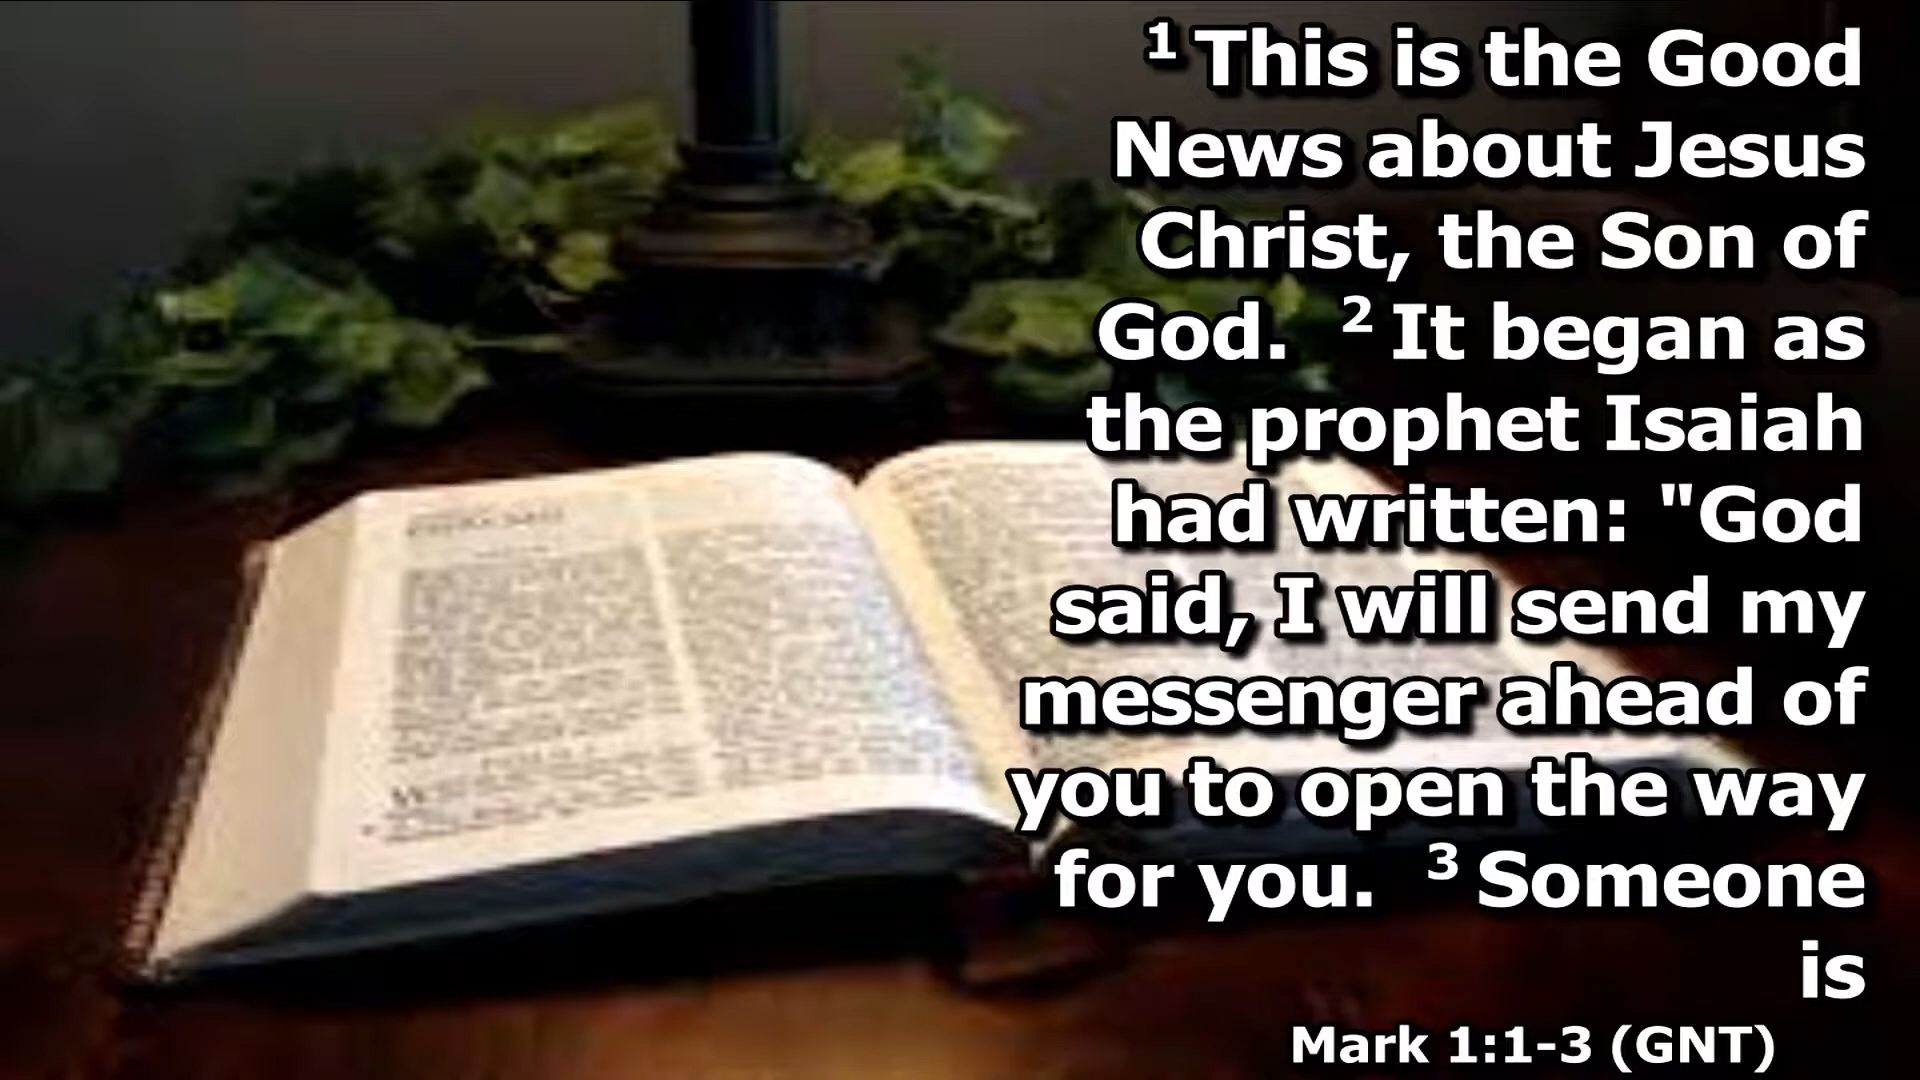 ¹ This is the Good
News about Jesus
Christ, the Son of
God. ² It began as
the prophet Isaiah
had written: "God
said, I will send my
messenger ahead of
you to open the way
for you. ³ Someone
is
Mark 1:1-3 (GNT)